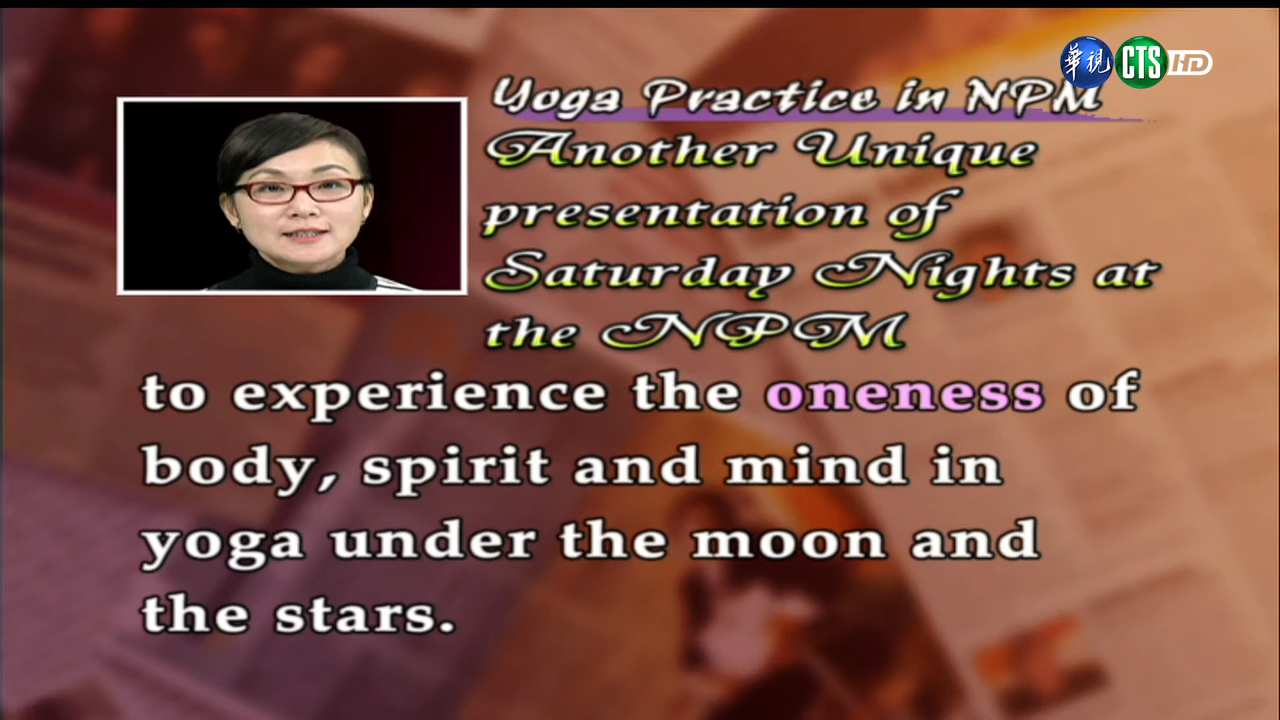 華視 CTS HD
Yoga Practice in NPM
Another Unique
presentation of
Saturday Nights at
the NPM
to experience the oneness of
body, spirit and mind in
yoga under the moon and
the stars.